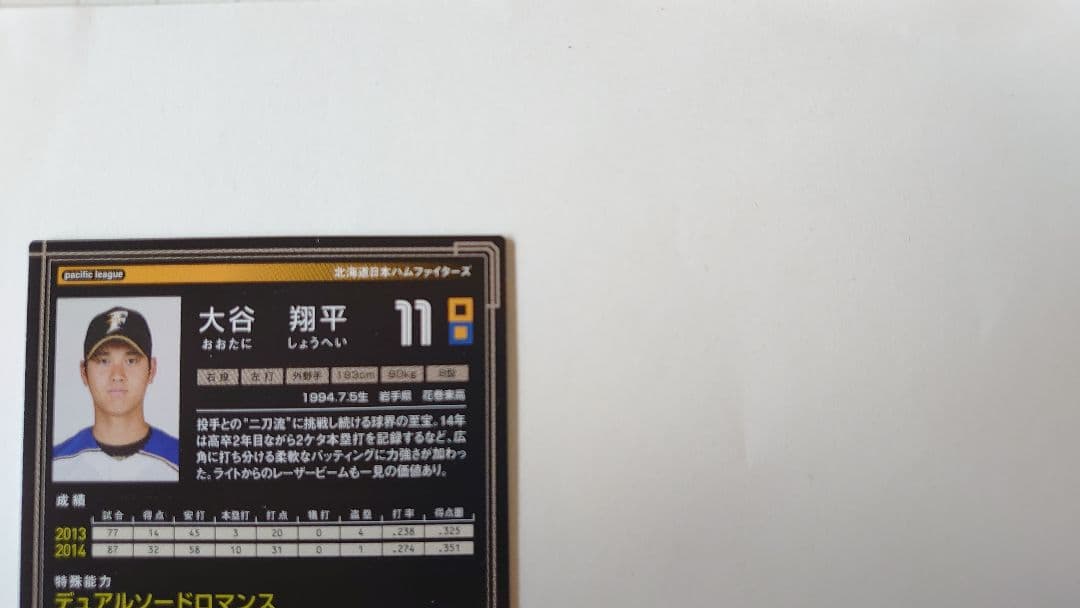 pacific league 北海道日本ハムファイターズ
大谷 翔平 11
おおたに しょうへい
右投 左打 外野手 193cm 90kg B型
1994.7.5生 岩手県 花巻東高
投手との“二刀流”に挑戦し続ける球界の至宝。14年
は高卒2年目ながら2ケタ本塁打を記録するなど、広
角に打ち分ける柔軟なバッティングに力強さが加わっ
た。ライトからのレーザービームも一見の価値あり。
成績
試合 得点 安打 本塁打 打点 犠打 盗塁 打率 得点圏
2013 77 14 45 3 20 0 4 .238 .325
2014 87 32 58 10 31 0 1 .274 .351
特殊能力
デュアルソードロマンス